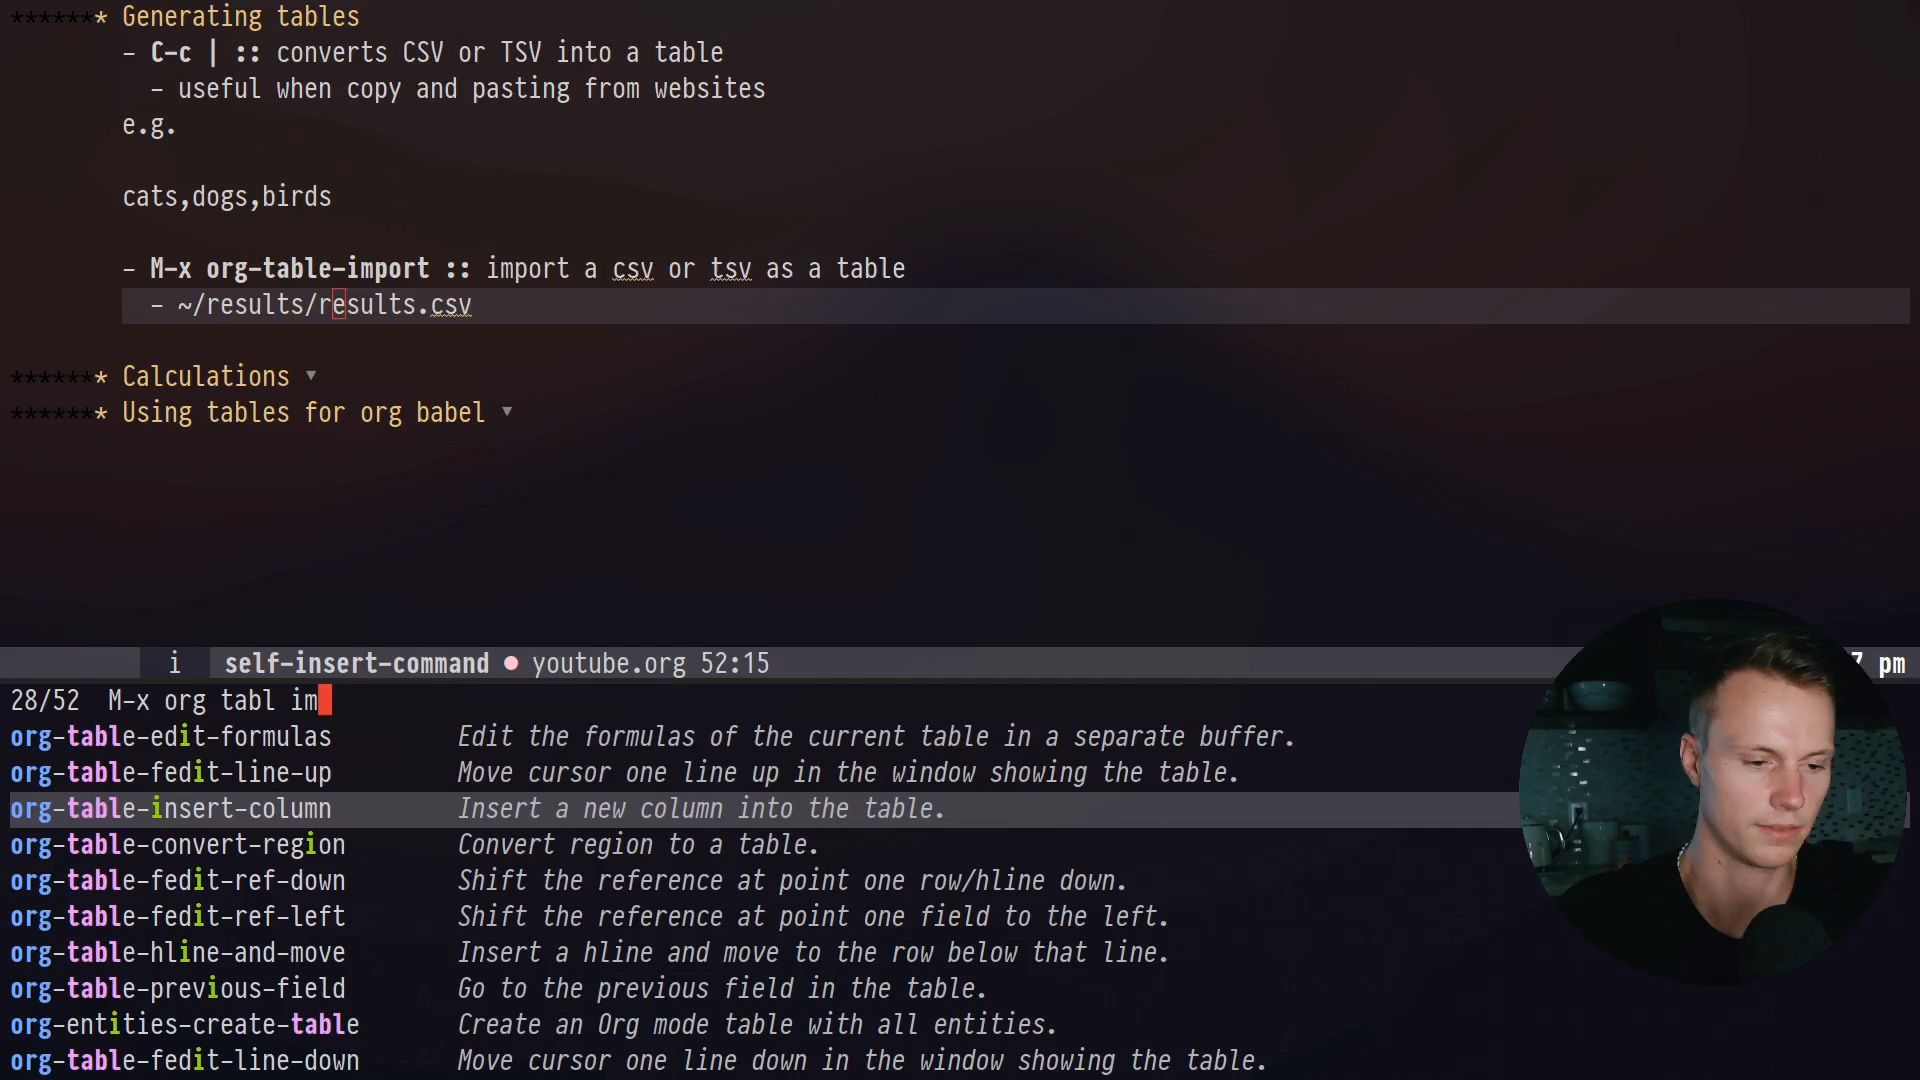 ******* Generating tables
– C-c | :: converts CSV or TSV into a table
– useful when copy and pasting from websites
e.g.
cats,dogs,birds
– M-x org-table-import :: import a csv or tsv as a table
– ~/results/results.csv
******* Calculations ▼
******* Using tables for org babel ▼
i self-insert-command ● youtube.org 52:15 7 pm
28/52 M-x org tabl im
org-table-edit-formulas Edit the formulas of the current table in a separate buffer.
org-table-fedit-line-up Move cursor one line up in the window showing the table.
org-table-insert-column Insert a new column into the table.
org-table-convert-region Convert region to a table.
org-table-fedit-ref-down Shift the reference at point one row/hline down.
org-table-fedit-ref-left Shift the reference at point one field to the left.
org-table-hline-and-move Insert a hline and move to the row below that line.
org-table-previous-field Go to the previous field in the table.
org-entities-create-table Create an Org mode table with all entities.
org-table-fedit-line-down Move cursor one line down in the window showing the table.